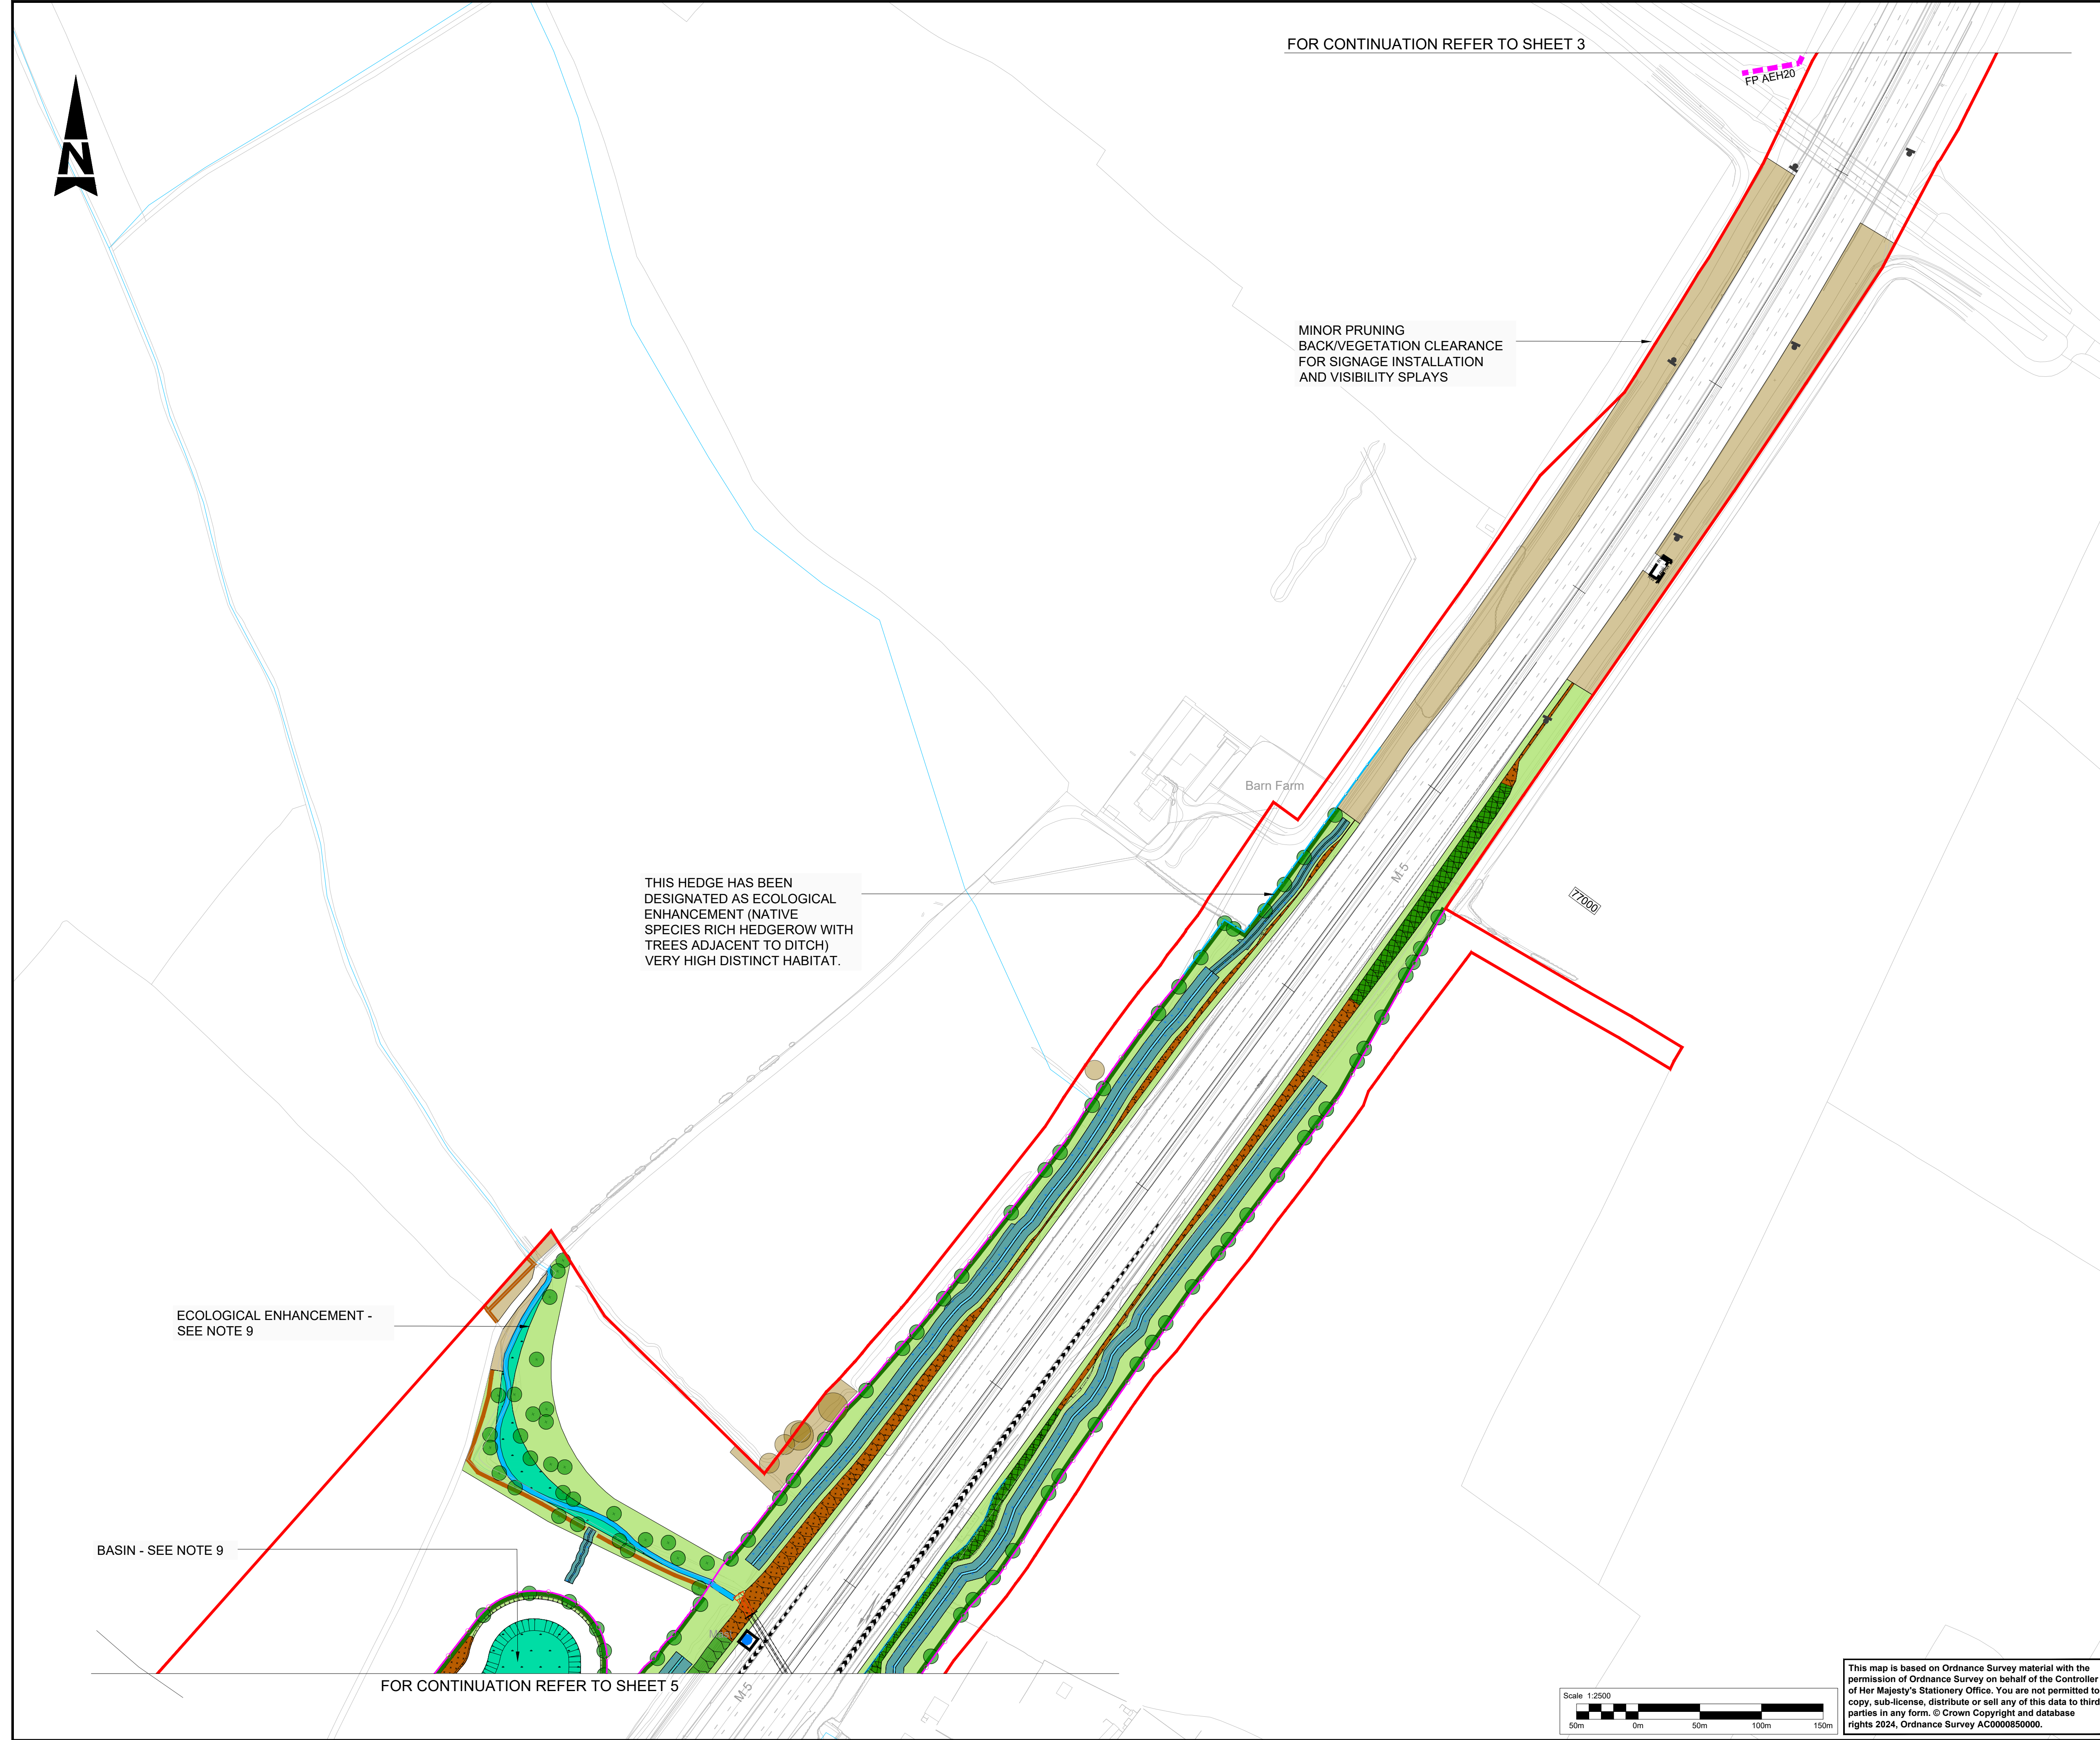 FOR CONTINUATION REFER TO SHEET 3
FP AEH20
N
MINOR PRUNING
BACK/VEGETATION CLEARANCE
FOR SIGNAGE INSTALLATION
AND VISIBILITY SPLAYS
Barn Farm
M 5
77000
THIS HEDGE HAS BEEN
DESIGNATED AS ECOLOGICAL
ENHANCEMENT (NATIVE
SPECIES RICH HEDGEROW WITH
TREES ADJACENT TO DITCH)
VERY HIGH DISTINCT HABITAT.
ECOLOGICAL ENHANCEMENT -
SEE NOTE 9
BASIN - SEE NOTE 9
FOR CONTINUATION REFER TO SHEET 5
M 5
Scale 1:2500
50m 0m 50m 100m 150m
This map is based on Ordnance Survey material with the
permission of Ordnance Survey on behalf of the Controller
of Her Majesty's Stationery Office. You are not permitted to
copy, sub-license, distribute or sell any of this data to third
parties in any form. © Crown Copyright and database
rights 2024, Ordnance Survey AC0000850000.